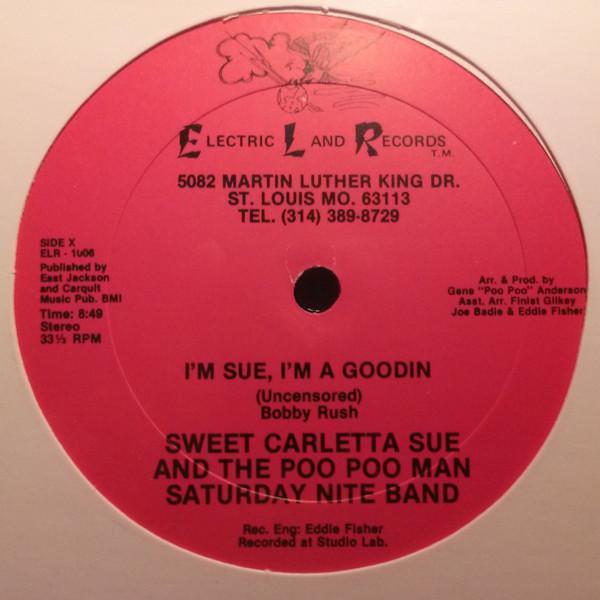 ELECTRIC LAND RECORDS
T.M.
5082 MARTIN LUTHER KING DR.
ST. LOUIS MO. 63113
TEL. (314) 389-8729
SIDE X
ELR - 1006
Published by
East Jackson
and Carquit
Music Pub. BMI
Time: 8:49
Stereo
33⅓ RPM
Arr. & Prod. by
Gene "Poo Poo" Anderson
Asst. Arr. Finist Gilkey
Joe Badie & Eddie Fisher
I'M SUE, I'M A GOODIN
(Uncensored)
Bobby Rush
SWEET CARLETTA SUE
AND THE POO POO MAN
SATURDAY NITE BAND
Rec. Eng: Eddie Fisher
Recorded at Studio Lab.